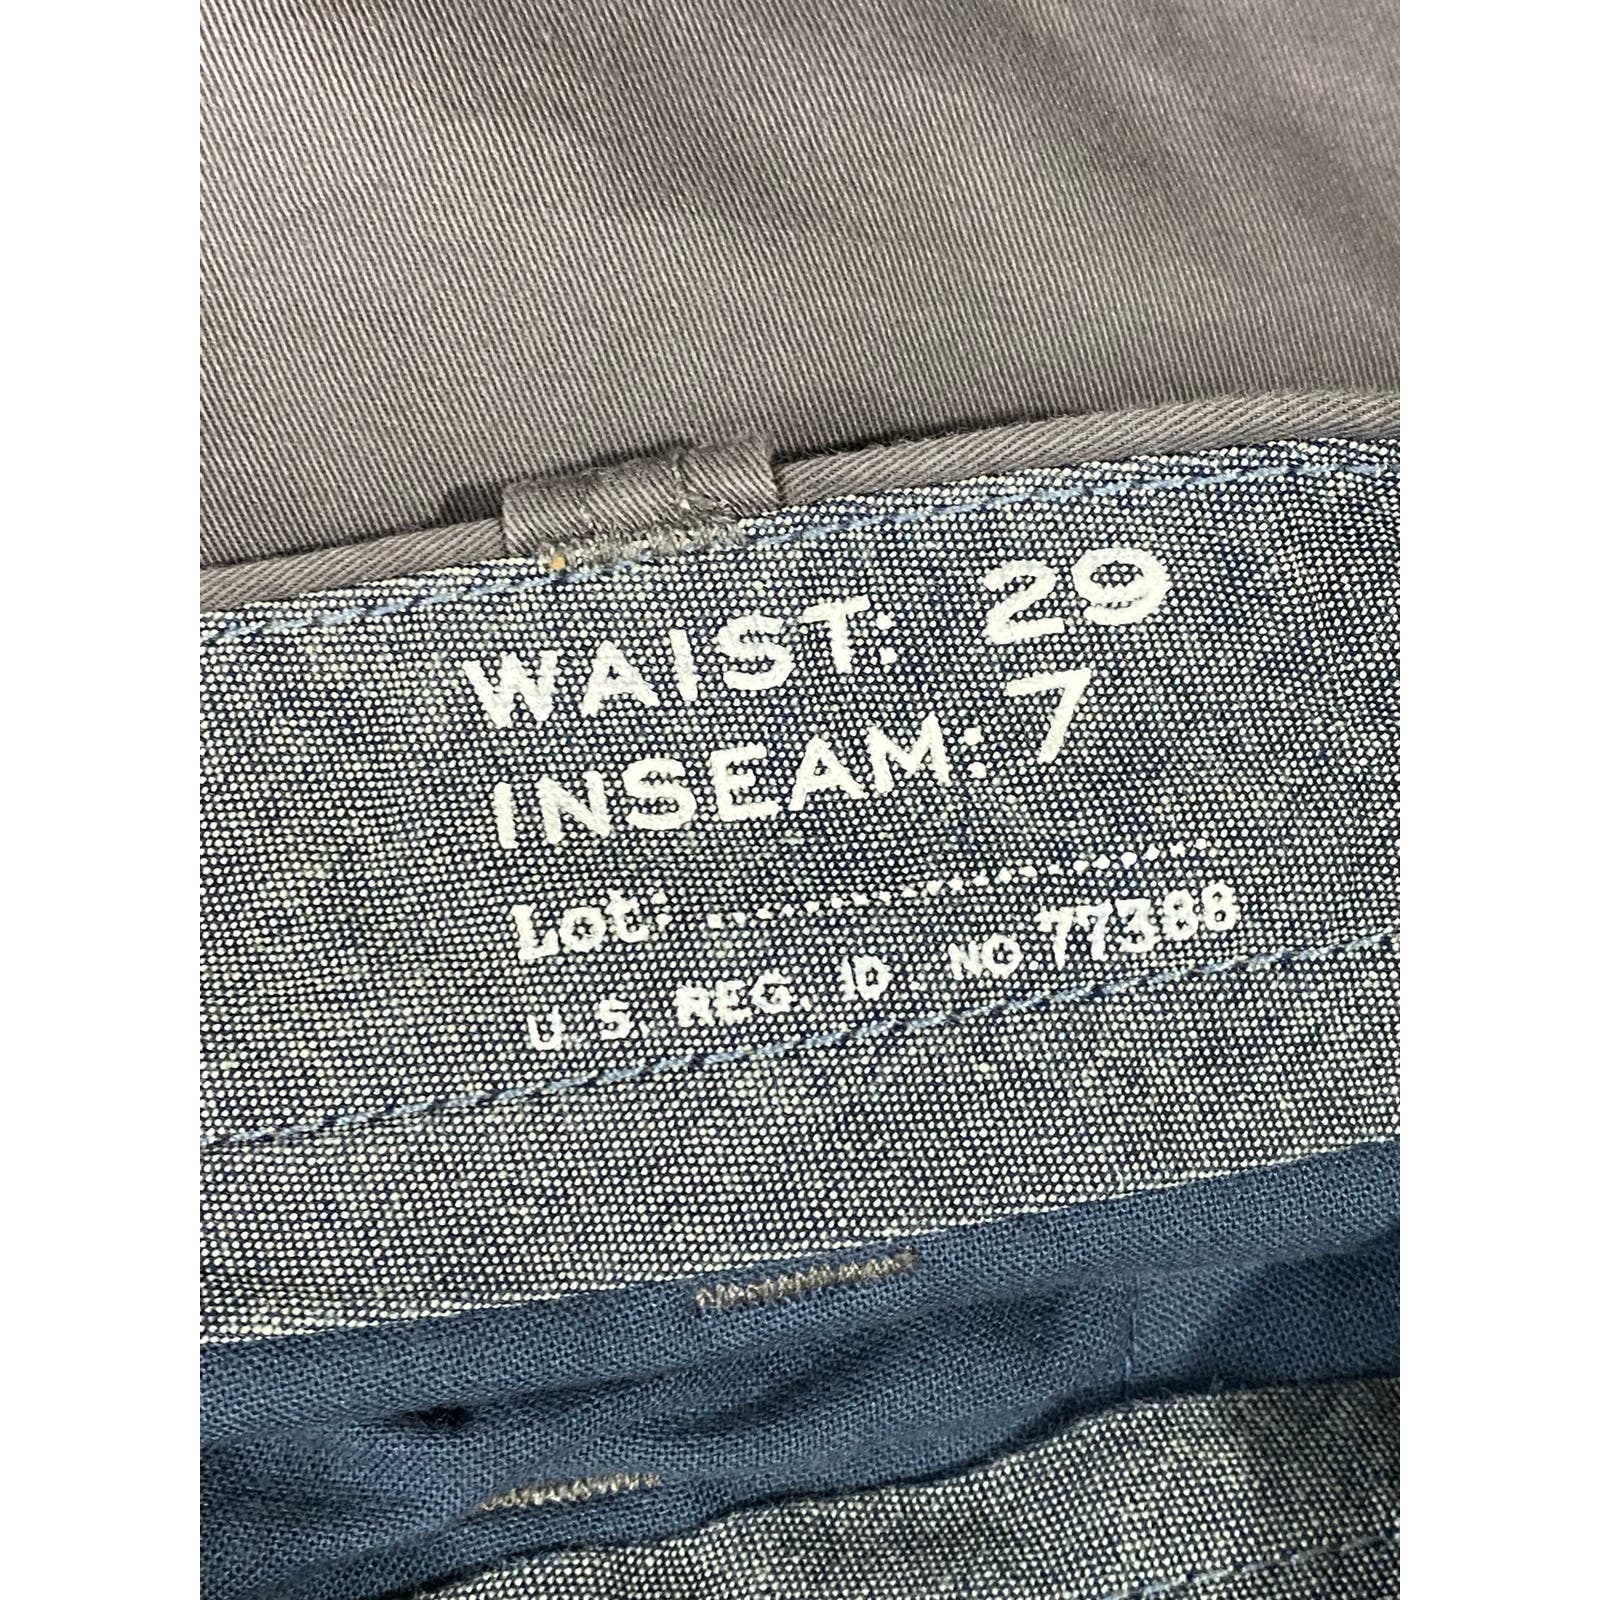 WAIST: 29
INSEAM: 7
Lot: ........................
U.S. REG. ID. NO 77388